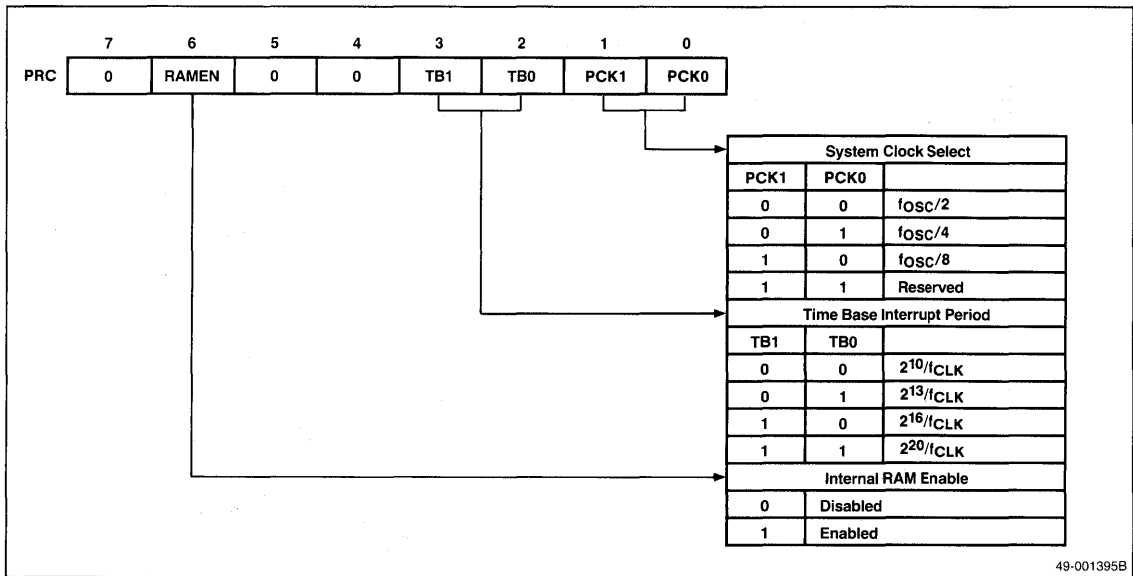 7 6 5 4 3 2 1 0
PRC 0 RAMEN 0 0 TB1 TB0 PCK1 PCK0
System Clock Select
PCK1 PCK0
0 0 fOSC/2
0 1 fOSC/4
1 0 fOSC/8
1 1 Reserved
Time Base Interrupt Period
TB1 TB0
0 0 2^10/fCLK
0 1 2^13/fCLK
1 0 2^16/fCLK
1 1 2^20/fCLK
Internal RAM Enable
0 Disabled
1 Enabled
49-001395B